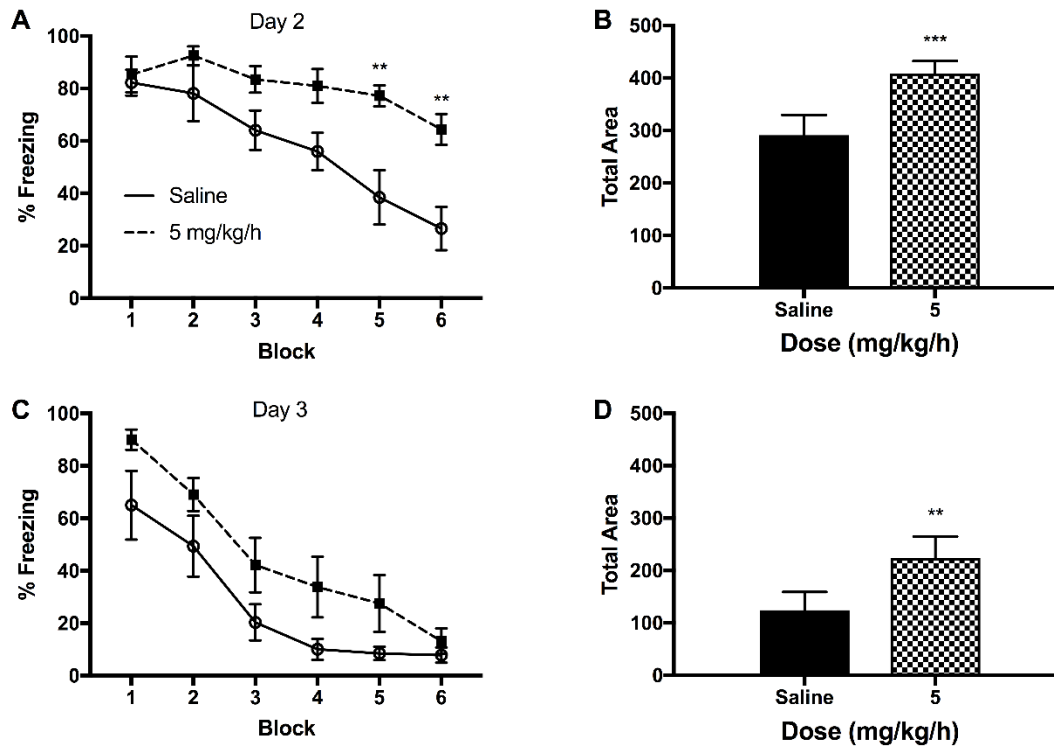 A
Day 2
100
80
60
40
20
0
% Freezing
**
**
Saline
5 mg/kg/h
1 2 3 4 5 6
Block
B
500
400
300
200
100
0
Total Area
***
Saline 5
Dose (mg/kg/h)
C
Day 3
100
80
60
40
20
0
% Freezing
1 2 3 4 5 6
Block
D
500
400
300
200
100
0
Total Area
**
Saline 5
Dose (mg/kg/h)